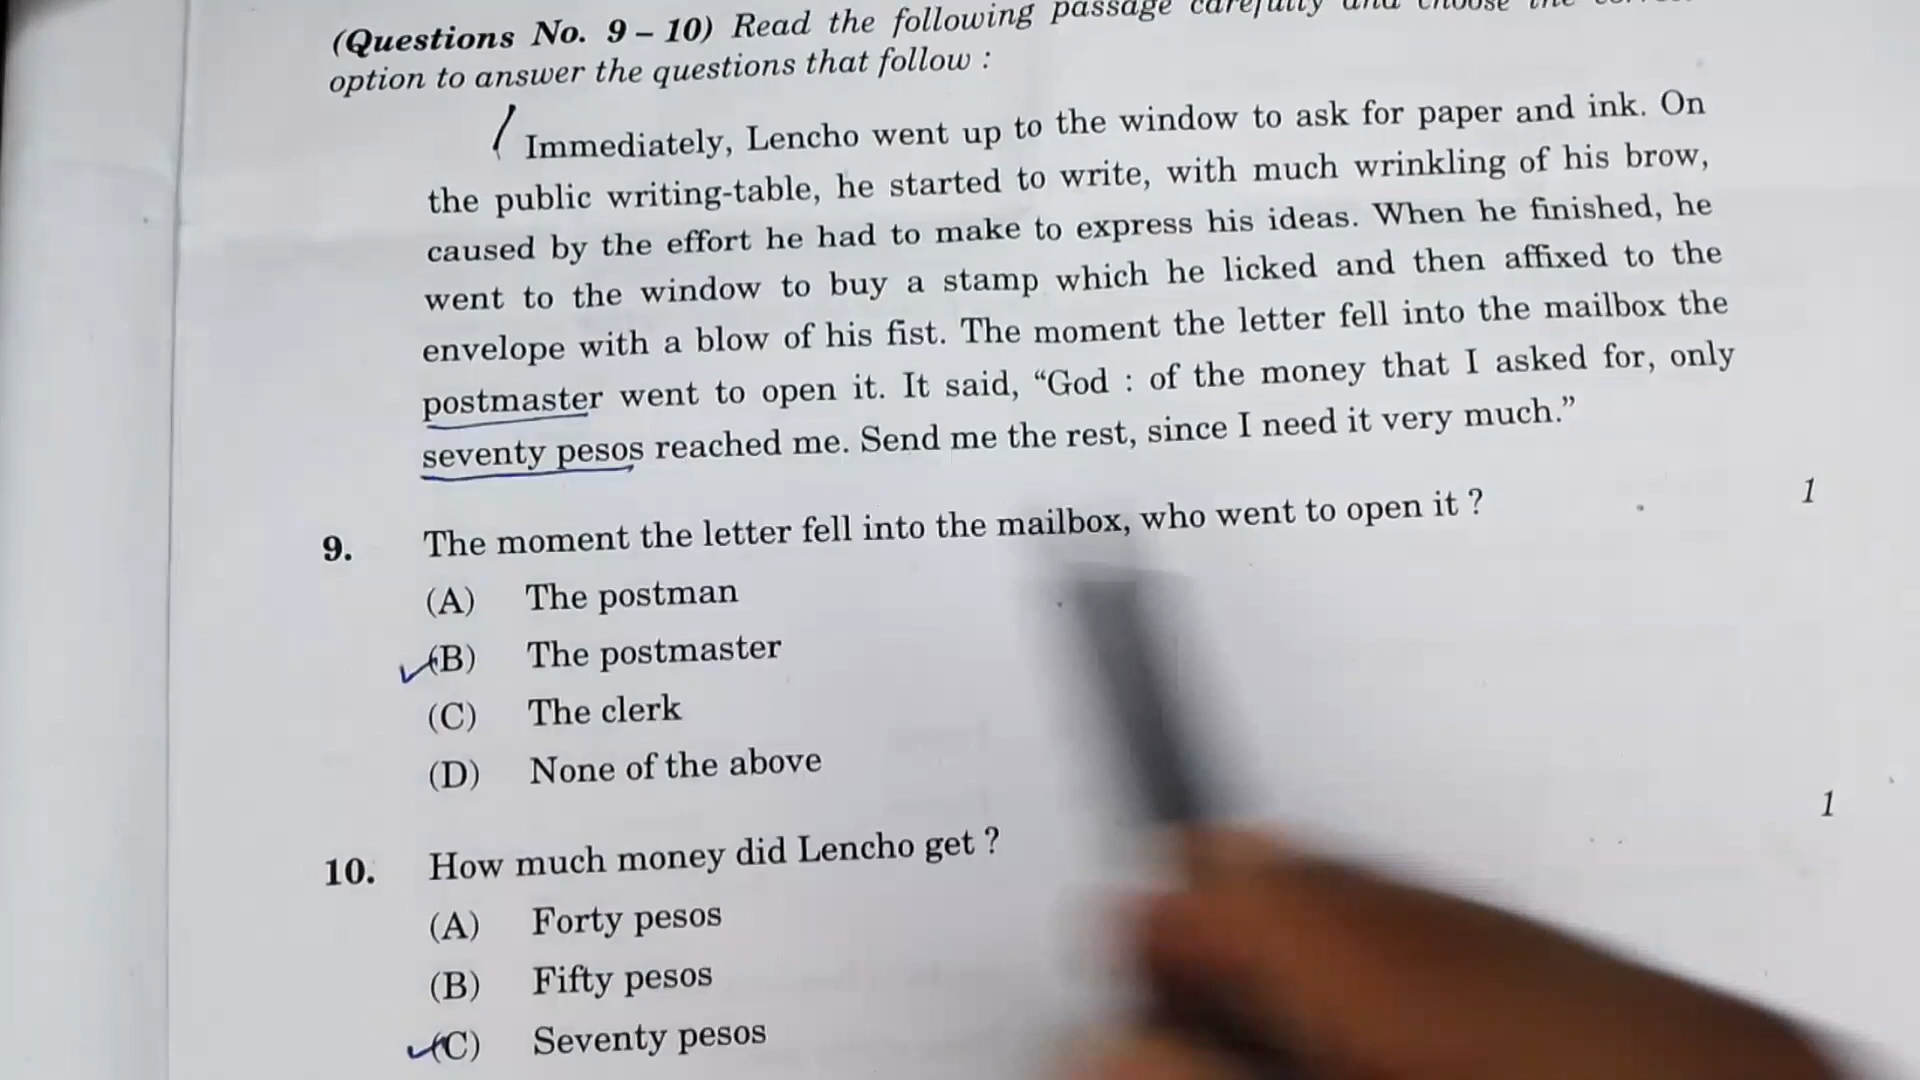 (Questions No. 9 – 10) Read the following passage carefully and choose the correct
option to answer the questions that follow :
Immediately, Lencho went up to the window to ask for paper and ink. On
the public writing-table, he started to write, with much wrinkling of his brow,
caused by the effort he had to make to express his ideas. When he finished, he
went to the window to buy a stamp which he licked and then affixed to the
envelope with a blow of his fist. The moment the letter fell into the mailbox the
postmaster went to open it. It said, “God : of the money that I asked for, only
seventy pesos reached me. Send me the rest, since I need it very much.”
9. The moment the letter fell into the mailbox, who went to open it ? 1
(A) The postman
(B) The postmaster
(C) The clerk
(D) None of the above
10. How much money did Lencho get ? 1
(A) Forty pesos
(B) Fifty pesos
(C) Seventy pesos